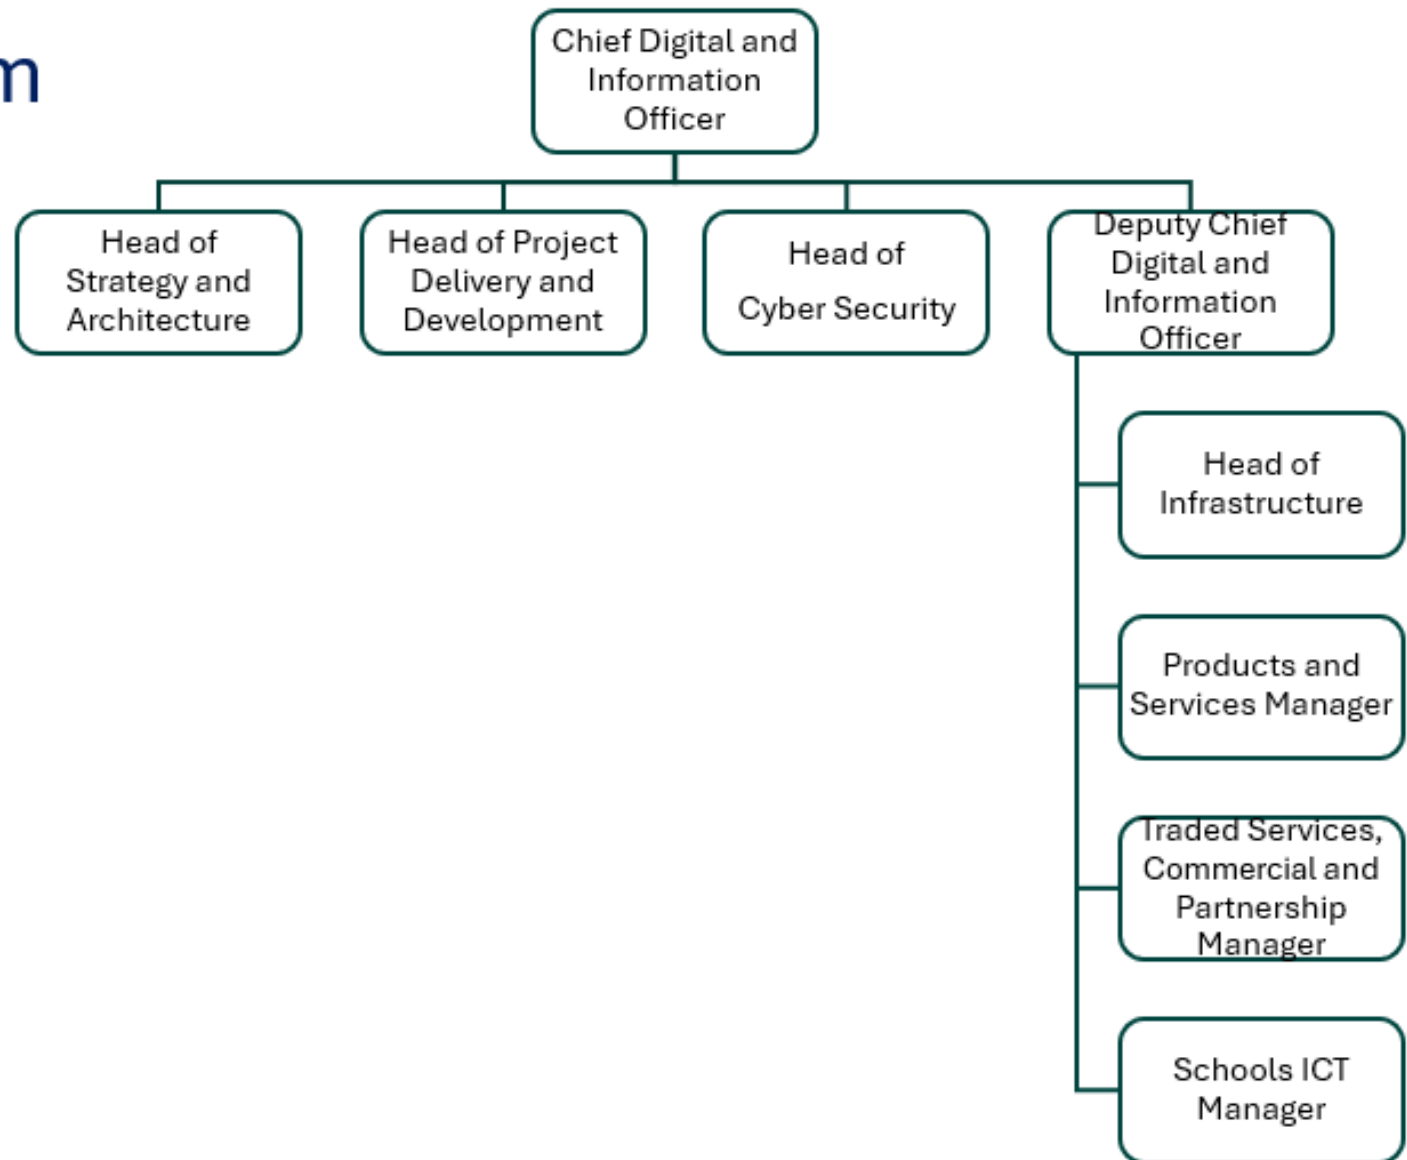 m
Chief Digital and
Information
Officer
Head of
Strategy and
Architecture
Head of Project
Delivery and
Development
Head of
Cyber Security
Deputy Chief
Digital and
Information
Officer
Head of
Infrastructure
Products and
Services Manager
Traded Services,
Commercial and
Partnership
Manager
Schools ICT
Manager